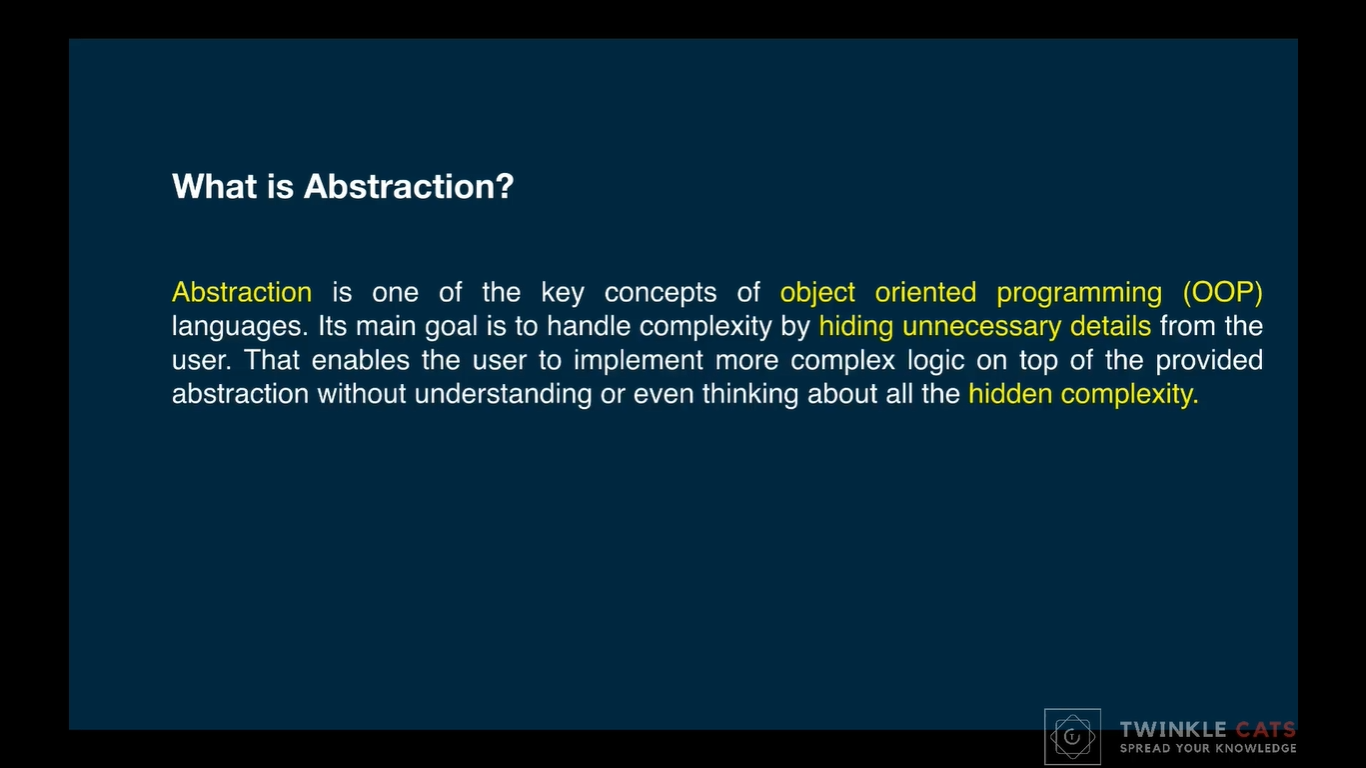 What is Abstraction?
Abstraction is one of the key concepts of object oriented programming (OOP)
languages. Its main goal is to handle complexity by hiding unnecessary details from the
user. That enables the user to implement more complex logic on top of the provided
abstraction without understanding or even thinking about all the hidden complexity.
TWINKLE CATS
SPREAD YOUR KNOWLEDGE